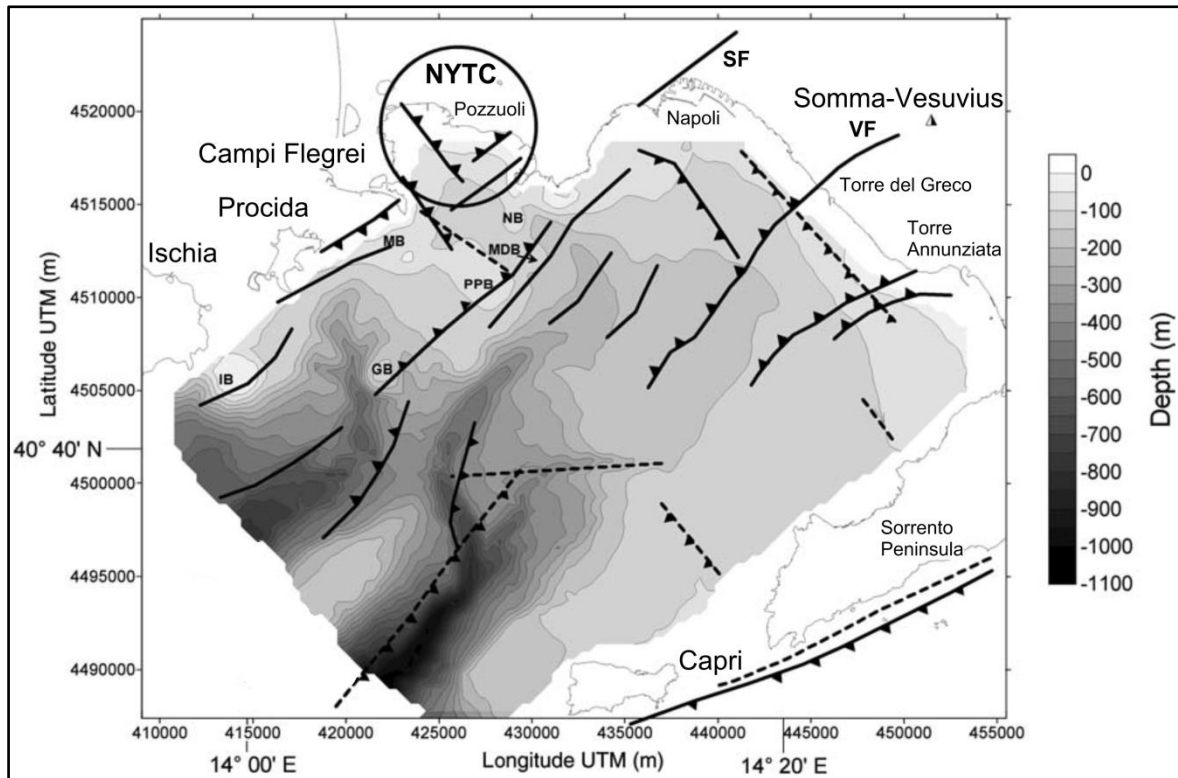 NYTC
Pozzuoli
SF
Napoli
Somma-Vesuvius
VF
Campi Flegrei
Torre del Greco
Procida
Torre
Annunziata
Ischia
NB
MB
MDB
PPB
GB
IB
Sorrento
Peninsula
Capri
Latitude UTM (m)
4520000
4515000
4510000
4505000
40° 40' N
4500000
4495000
4490000
410000 415000 420000 425000 430000 435000 440000 445000 450000 455000
Longitude UTM (m)
14° 00' E
14° 20' E
0
-100
-200
-300
-400
-500
-600
-700
-800
-900
-1000
-1100
Depth (m)